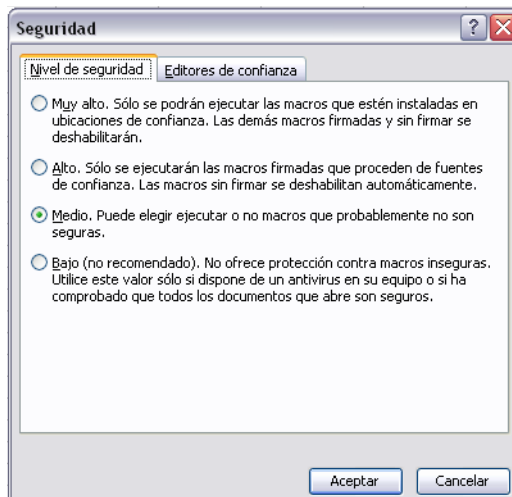 Seguridad
Nivel de seguridad
Editores de confianza
Muy alto. Sólo se podrán ejecutar las macros que estén instaladas en
ubicaciones de confianza. Las demás macros firmadas y sin firmar se
deshabilitarán.
Alto. Sólo se ejecutarán las macros firmadas que proceden de fuentes
de confianza. Las macros sin firmar se deshabilitan automáticamente.
Medio. Puede elegir ejecutar o no macros que probablemente no son
seguras.
Bajo (no recomendado). No ofrece protección contra macros inseguras.
Utilice este valor sólo si dispone de un antivirus en su equipo o si ha
comprobado que todos los documentos que abre son seguros.
Aceptar
Cancelar